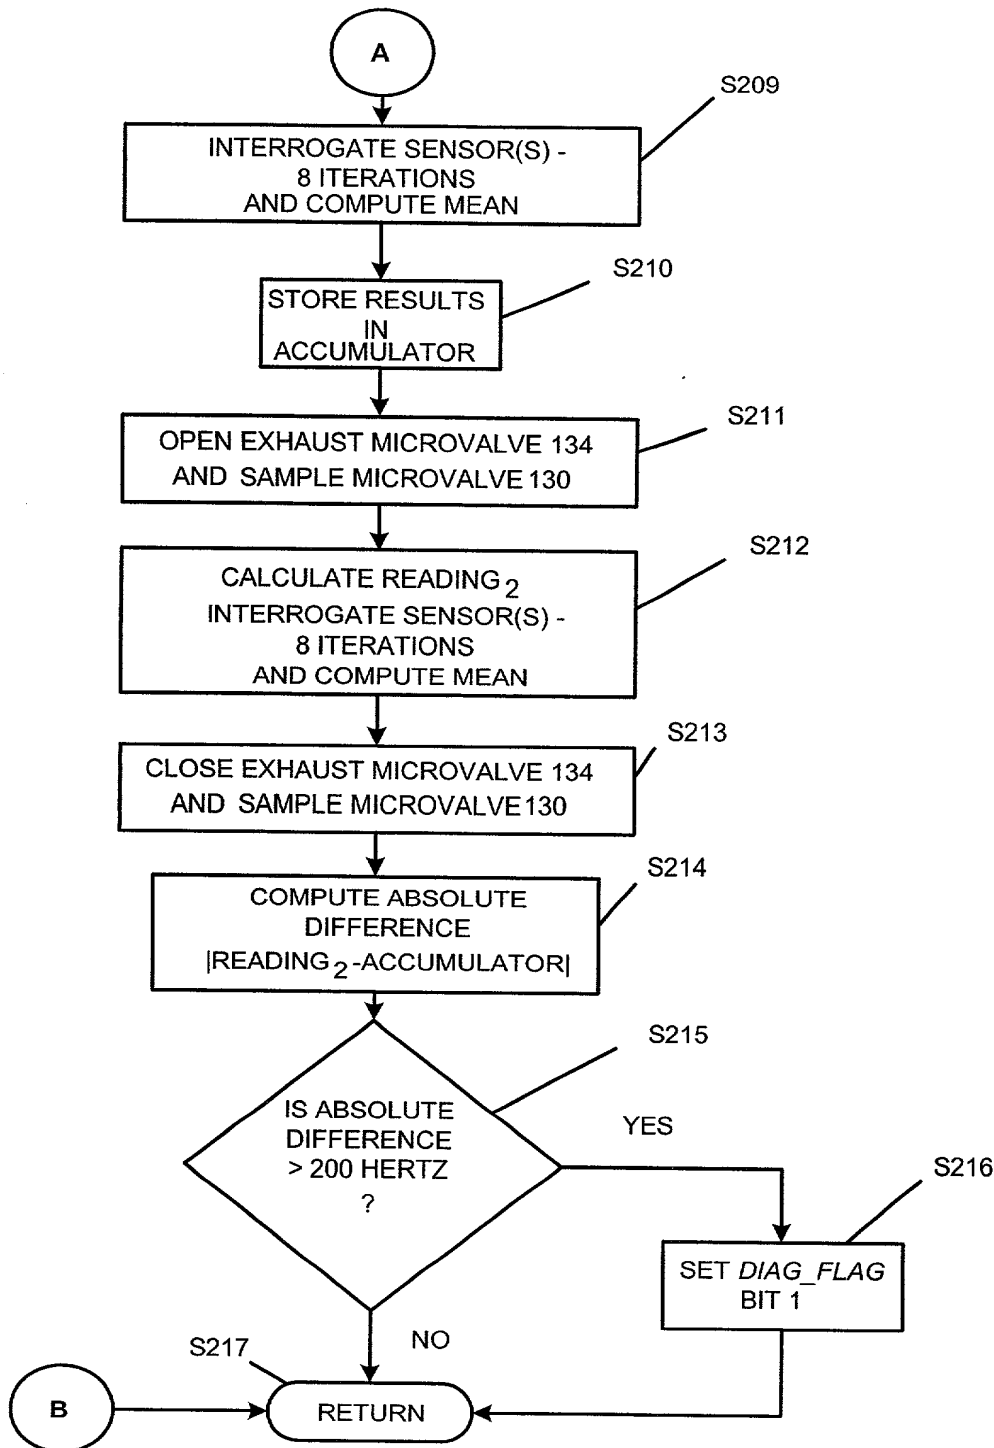 A
S209
INTERROGATE SENSOR(S) -
8 ITERATIONS
AND COMPUTE MEAN
S210
STORE RESULTS
IN
ACCUMULATOR
S211
OPEN EXHAUST MICROVALVE 134
AND SAMPLE MICROVALVE 130
S212
CALCULATE READING 2
INTERROGATE SENSOR(S) -
8 ITERATIONS
AND COMPUTE MEAN
S213
CLOSE EXHAUST MICROVALVE 134
AND SAMPLE MICROVALVE 130
S214
COMPUTE ABSOLUTE
DIFFERENCE
|READING 2 -ACCUMULATOR|
S215
IS ABSOLUTE
DIFFERENCE
> 200 HERTZ
?
YES
S216
SET DIAG_FLAG
BIT 1
NO
S217
B
RETURN